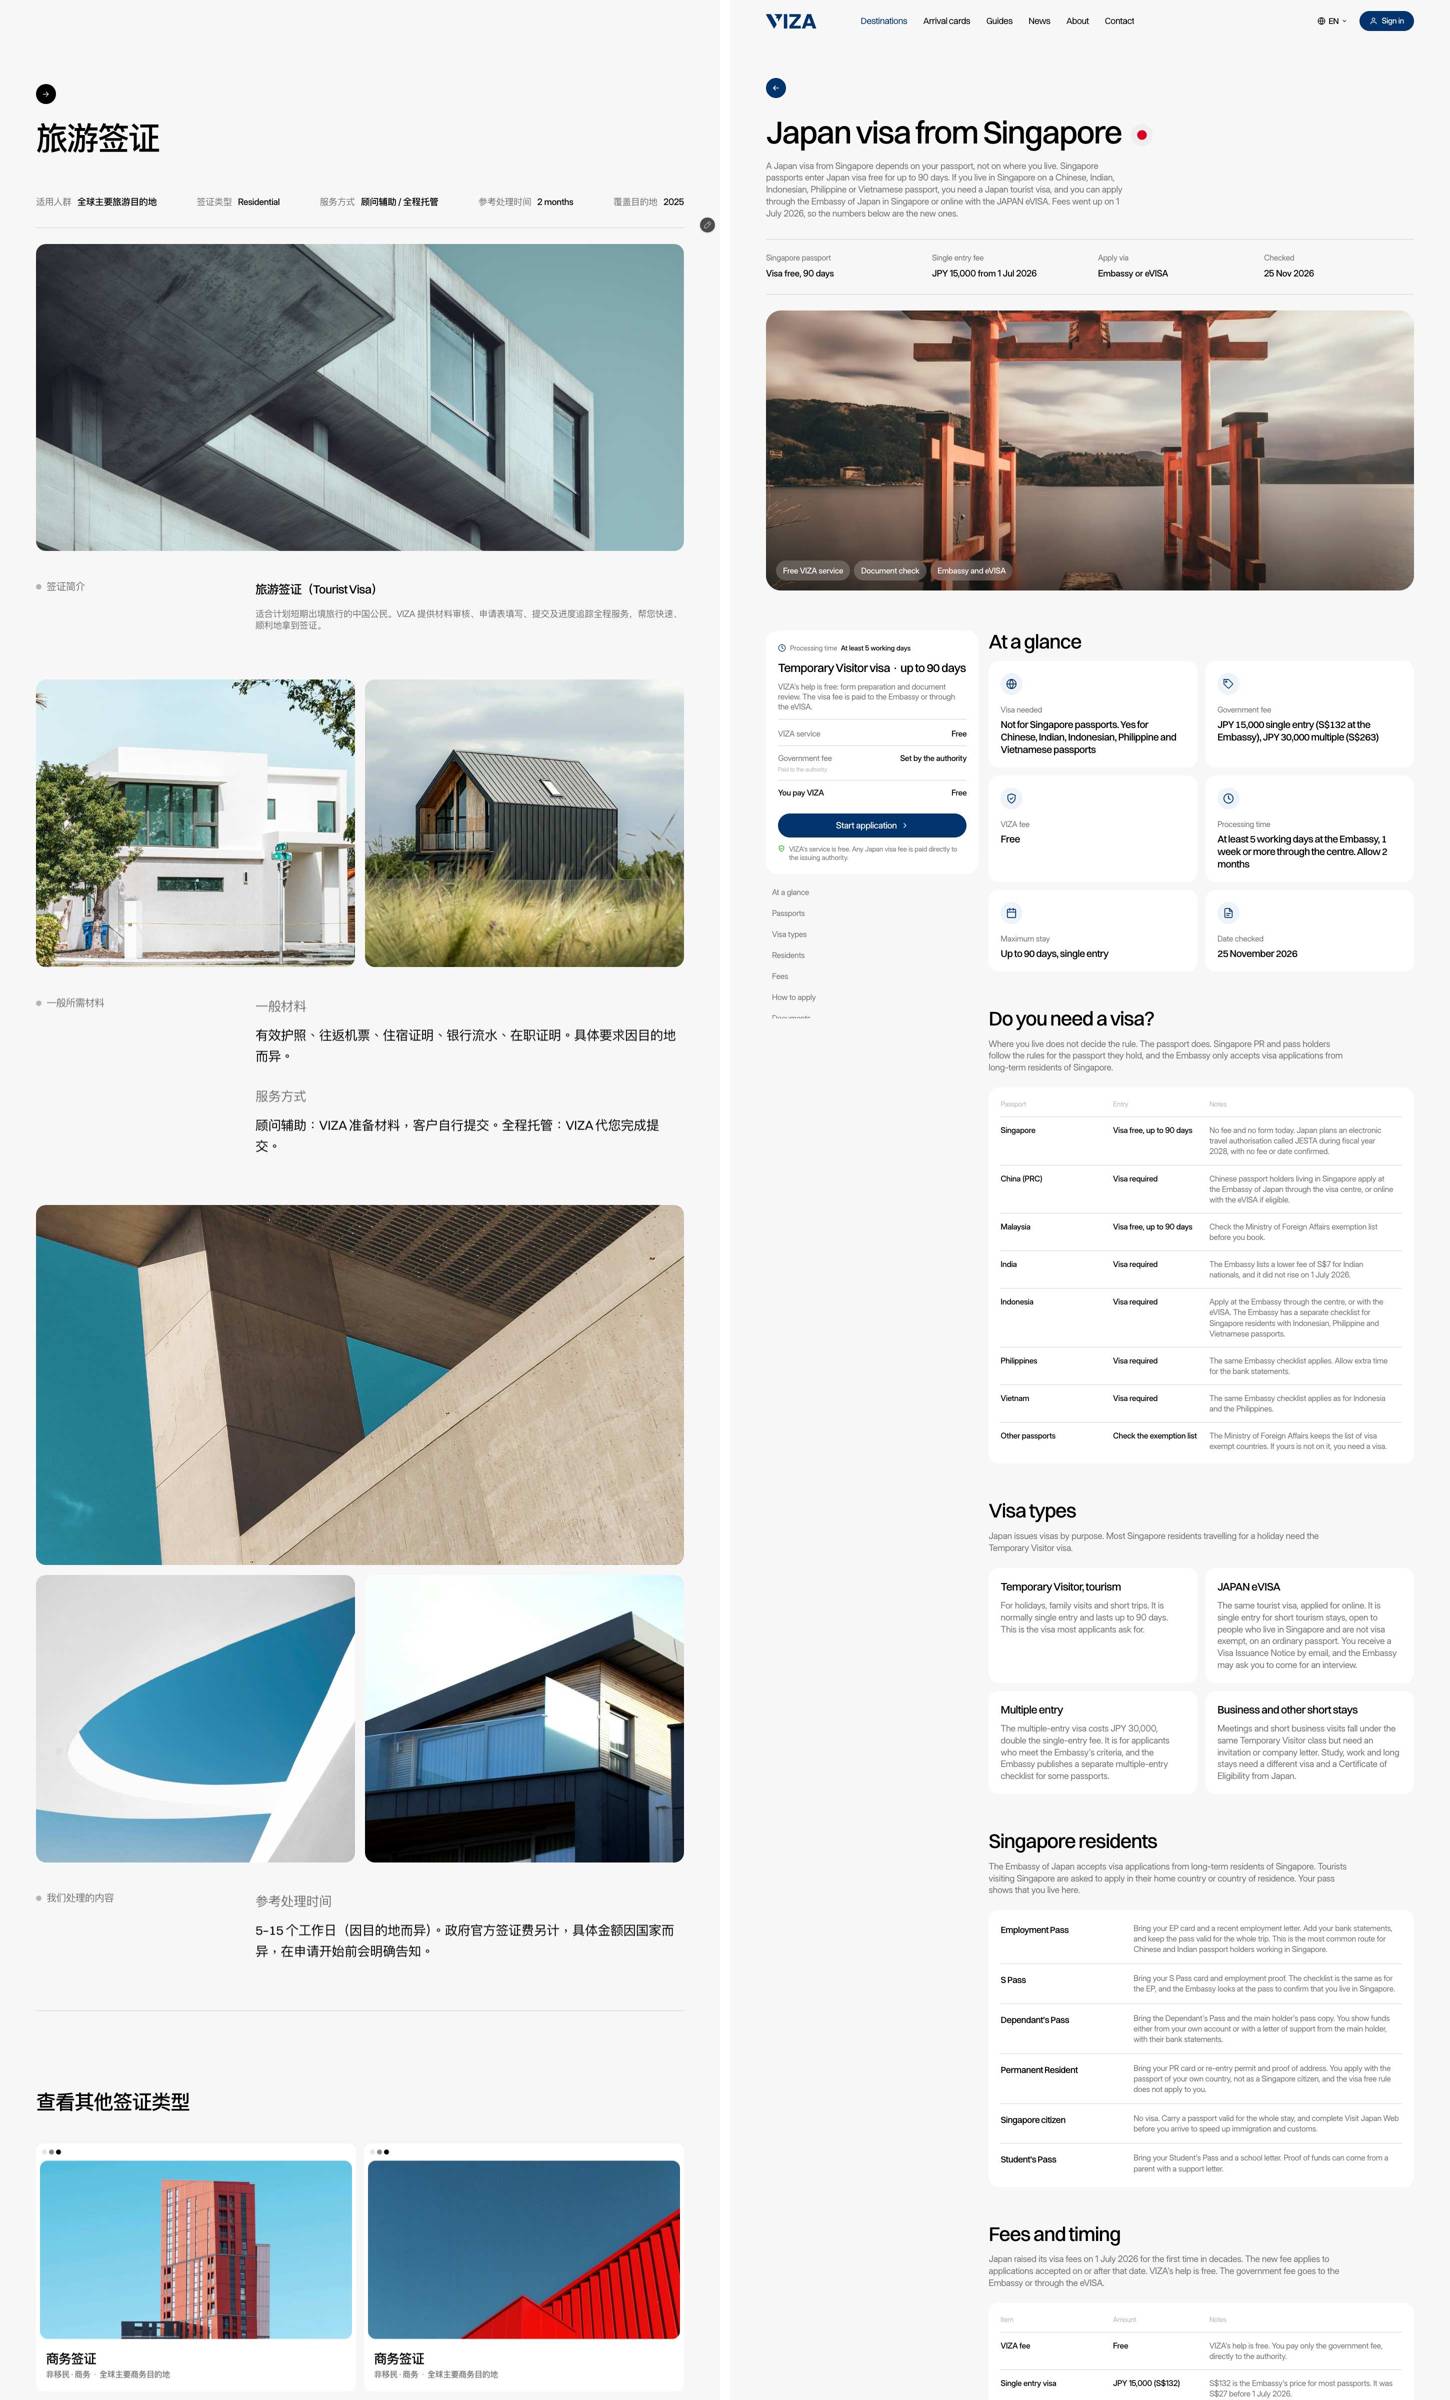 旅游签证
适用人群 全球主要旅游目的地
签证类型 Residential
服务方式 顾问辅助 / 全程托管
参考处理时间 2 months
覆盖目的地 2025
签证简介
旅游签证（Tourist Visa）
适合计划短期出境旅行的中国公民。VIZA 提供材料审核、申请表填写、提交及进度追踪全程服务，帮您快速、
顺利地拿到签证。
一般所需材料
一般材料
有效护照、往返机票、住宿证明、银行流水、在职证明。具体要求因目的地
而异。
服务方式
顾问辅助：VIZA 准备材料，客户自行提交。全程托管：VIZA 代您完成提
交。
我们处理的内容
参考处理时间
5–15 个工作日（因目的地而异）。政府官方签证费另计，具体金额因国家而
异，在申请开始前会明确告知。
查看其他签证类型
商务签证
非移民 · 商务 · 全球主要商务目的地
商务签证
非移民 · 商务 · 全球主要商务目的地
VIZA
Destinations
Arrival cards
Guides
News
About
Contact
EN
Sign in
Japan visa from Singapore
A Japan visa from Singapore depends on your passport, not on where you live. Singapore
passports enter Japan visa free for up to 90 days. If you live in Singapore on a Chinese, Indian,
Indonesian, Philippine or Vietnamese passport, you need a Japan tourist visa, and you can apply
through the Embassy of Japan in Singapore or online with the JAPAN eVISA. Fees went up on 1
July 2026, so the numbers below are the new ones.
Singapore passport
Visa free, 90 days
Single entry fee
JPY 15,000 from 1 Jul 2026
Apply via
Embassy or eVISA
Checked
25 Nov 2026
Free VIZA service
Document check
Embassy and eVISA
Processing time At least 5 working days
Temporary Visitor visa · up to 90 days
VIZA's help is free: form preparation and document
review. The visa fee is paid to the Embassy or through
the eVISA.
VIZA service
Free
Government fee
Paid to the authority
Set by the authority
You pay VIZA
Free
Start application
VIZA's service is free. Any Japan visa fee is paid directly to
the issuing authority.
At a glance
Passports
Visa types
Residents
Fees
How to apply
Documents
At a glance
Visa needed
Not for Singapore passports. Yes for
Chinese, Indian, Indonesian, Philippine and
Vietnamese passports
Government fee
JPY 15,000 single entry (S$132 at the
Embassy), JPY 30,000 multiple (S$263)
VIZA fee
Free
Processing time
At least 5 working days at the Embassy, 1
week or more through the centre. Allow 2
months
Maximum stay
Up to 90 days, single entry
Date checked
25 November 2026
Do you need a visa?
Where you live does not decide the rule. The passport does. Singapore PR and pass holders
follow the rules for the passport they hold, and the Embassy only accepts visa applications from
long-term residents of Singapore.
Passport
Entry
Notes
Singapore
Visa free, up to 90 days
No fee and no form today. Japan plans an electronic
travel authorisation called JESTA during fiscal year
2028, with no fee or date confirmed.
China (PRC)
Visa required
Chinese passport holders living in Singapore apply at
the Embassy of Japan through the visa centre, or online
with the eVISA if eligible.
Malaysia
Visa free, up to 90 days
Check the Ministry of Foreign Affairs exemption list
before you book.
India
Visa required
The Embassy lists a lower fee of S$7 for Indian
nationals, and it did not rise on 1 July 2026.
Indonesia
Visa required
Apply at the Embassy through the centre, or with the
eVISA. The Embassy has a separate checklist for
Singapore residents with Indonesian, Philippine and
Vietnamese passports.
Philippines
Visa required
The same Embassy checklist applies. Allow extra time
for the bank statements.
Vietnam
Visa required
The same Embassy checklist applies as for Indonesia
and the Philippines.
Other passports
Check the exemption list
The Ministry of Foreign Affairs keeps the list of visa
exempt countries. If yours is not on it, you need a visa.
Visa types
Japan issues visas by purpose. Most Singapore residents travelling for a holiday need the
Temporary Visitor visa.
Temporary Visitor, tourism
For holidays, family visits and short trips. It is
normally single entry and lasts up to 90 days.
This is the visa most applicants ask for.
JAPAN eVISA
The same tourist visa, applied for online. It is
single entry for short tourism stays, open to
people who live in Singapore and are not visa
exempt, on an ordinary passport. You receive a
Visa Issuance Notice by email, and the Embassy
may ask you to come for an interview.
Multiple entry
The multiple-entry visa costs JPY 30,000,
double the single-entry fee. It is for applicants
who meet the Embassy's criteria, and the
Embassy publishes a separate multiple-entry
checklist for some passports.
Business and other short stays
Meetings and short business visits fall under the
same Temporary Visitor class but need an
invitation or company letter. Study, work and long
stays need a different visa and a Certificate of
Eligibility from Japan.
Singapore residents
The Embassy of Japan accepts visa applications from long-term residents of Singapore. Tourists
visiting Singapore are asked to apply in their home country or country of residence. Your pass
shows that you live here.
Employment Pass
Bring your EP card and a recent employment letter. Add your bank statements,
and keep the pass valid for the whole trip. This is the most common route for
Chinese and Indian passport holders working in Singapore.
S Pass
Bring your S Pass card and employment proof. The checklist is the same as for
the EP, and the Embassy looks at the pass to confirm that you live in Singapore.
Dependant's Pass
Bring the Dependant's Pass and the main holder's pass copy. You show funds
either from your own account or with a letter of support from the main holder,
with their bank statements.
Permanent Resident
Bring your PR card or re-entry permit and proof of address. You apply with the
passport of your own country, not as a Singapore citizen, and the visa free rule
does not apply to you.
Singapore citizen
No visa. Carry a passport valid for the whole stay, and complete Visit Japan Web
before you arrive to speed up immigration and customs.
Student's Pass
Bring your Student's Pass and a school letter. Proof of funds can come from a
parent with a support letter.
Fees and timing
Japan raised its visa fees on 1 July 2026 for the first time in decades. The new fee applies to
applications accepted on or after that date. VIZA's help is free. The government fee goes to the
Embassy or through the eVISA.
Item
Amount
Notes
VIZA fee
Free
VIZA's help is free. You pay only the government fee,
directly to the authority.
Single entry visa
JPY 15,000 (S$132)
S$132 is the Embassy's price for most passports. It was
S$27 before 1 July 2026.